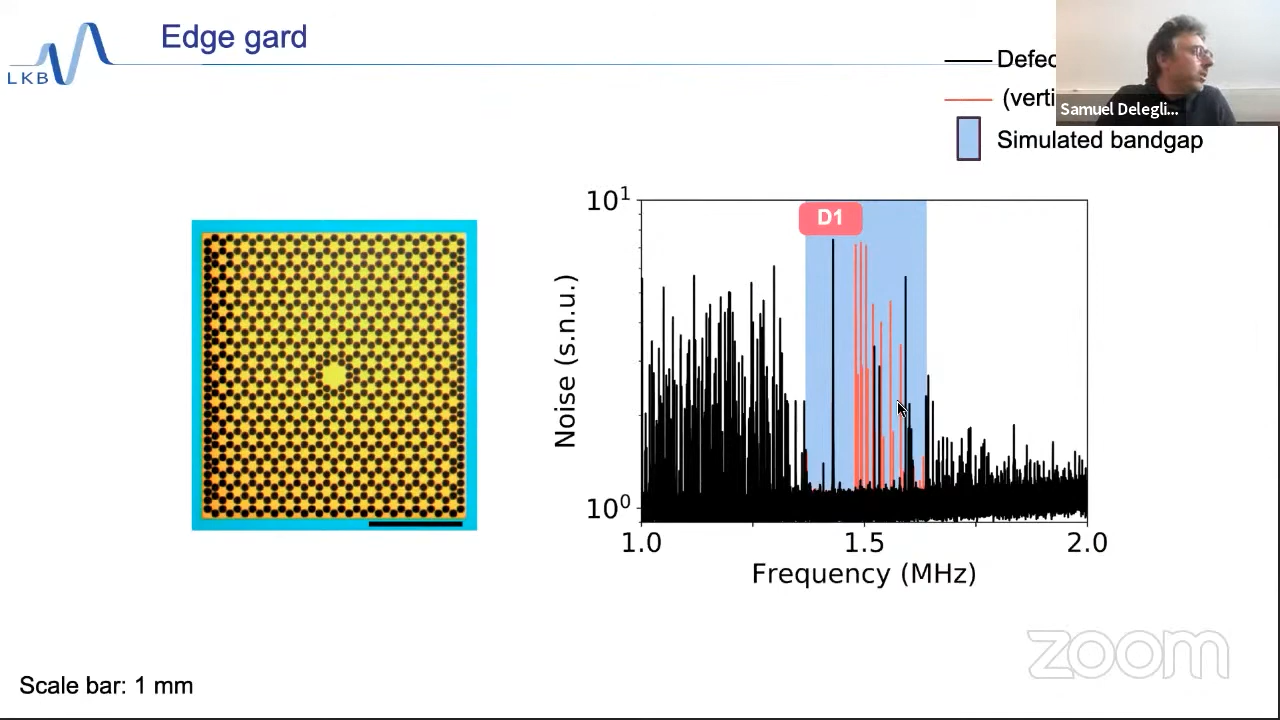 Edge gard
LKB
(verti
Samuel Delegli...
Simulated bandgap
10¹
D1
Noise (s.n.u.)
10⁰
1.0
1.5
2.0
Frequency (MHz)
zoom
Scale bar: 1 mm